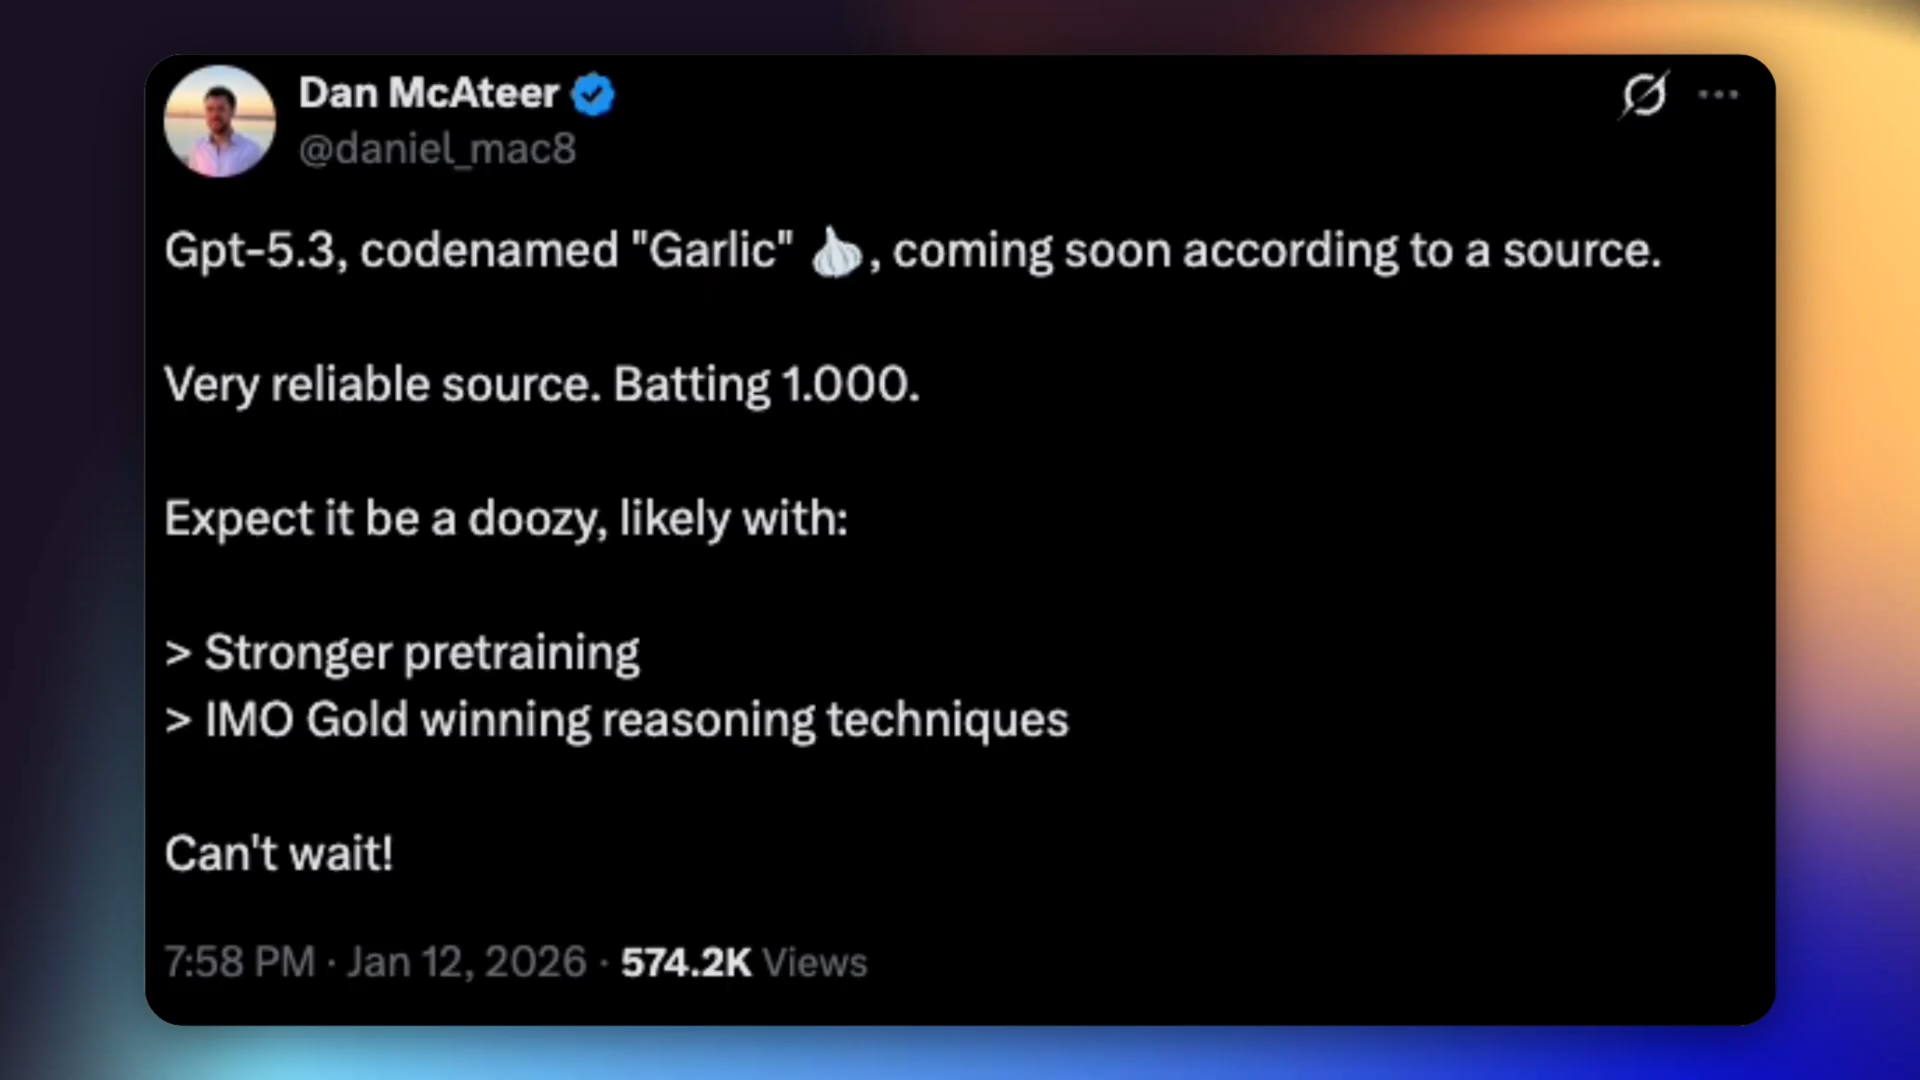 Dan McAteer
@daniel_mac8
Gpt-5.3, codenamed "Garlic" 🧄, coming soon according to a source.
Very reliable source. Batting 1.000.
Expect it be a doozy, likely with:
> Stronger pretraining
> IMO Gold winning reasoning techniques
Can't wait!
7:58 PM · Jan 12, 2026 · 574.2K Views